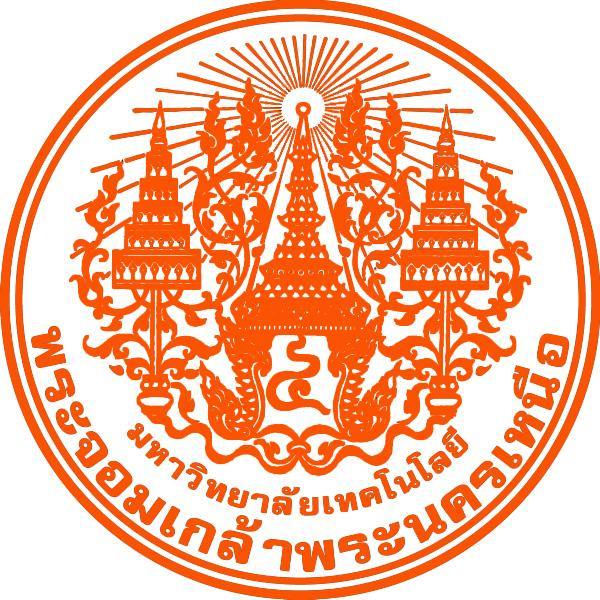 ๔
มหาวิทยาลัยเทคโนโลยี
พระจอมเกล้าพระนครเหนือ